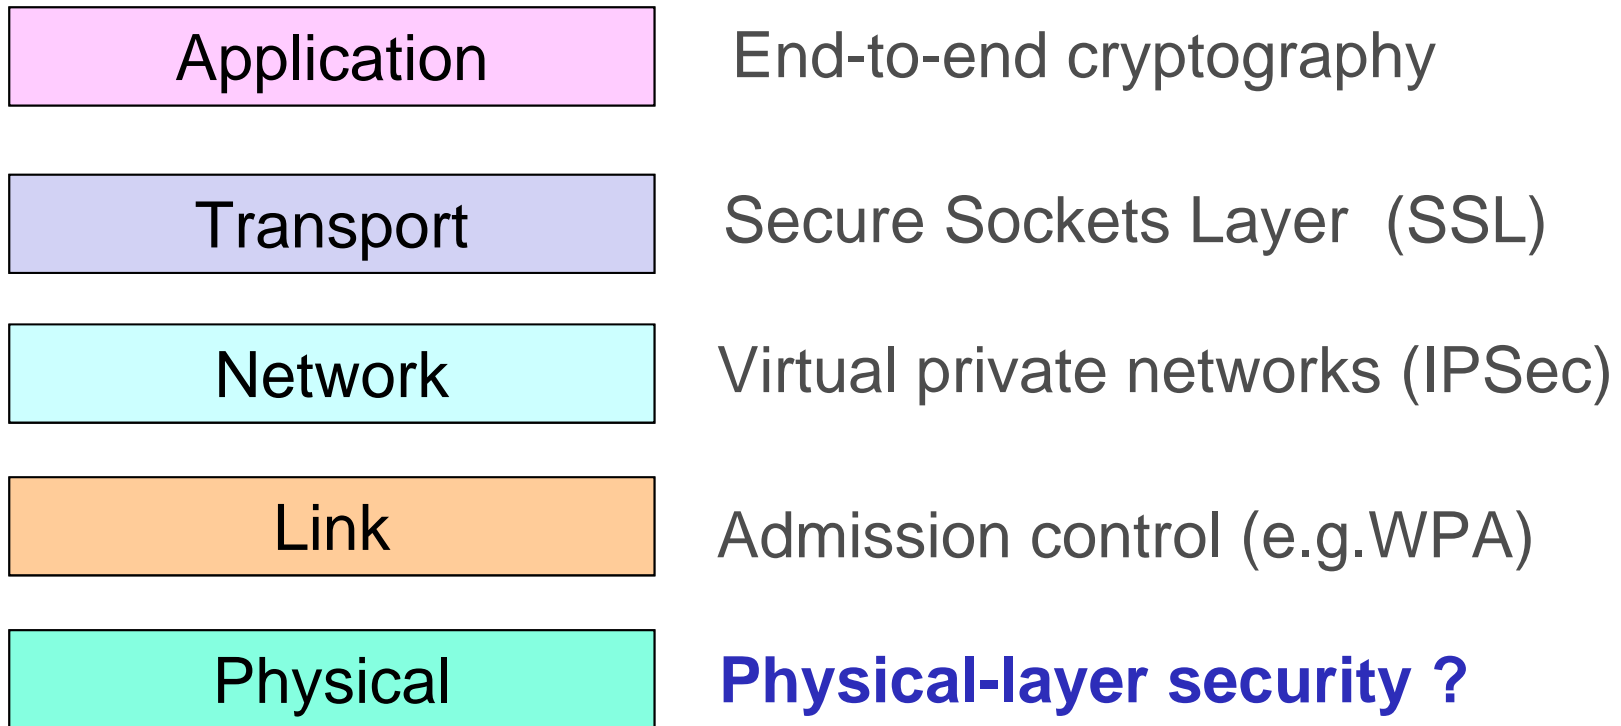 Application End-to-end cryptography
Transport Secure Sockets Layer (SSL)
Network Virtual private networks (IPSec)
Link Admission control (e.g.WPA)
Physical Physical-layer security ?